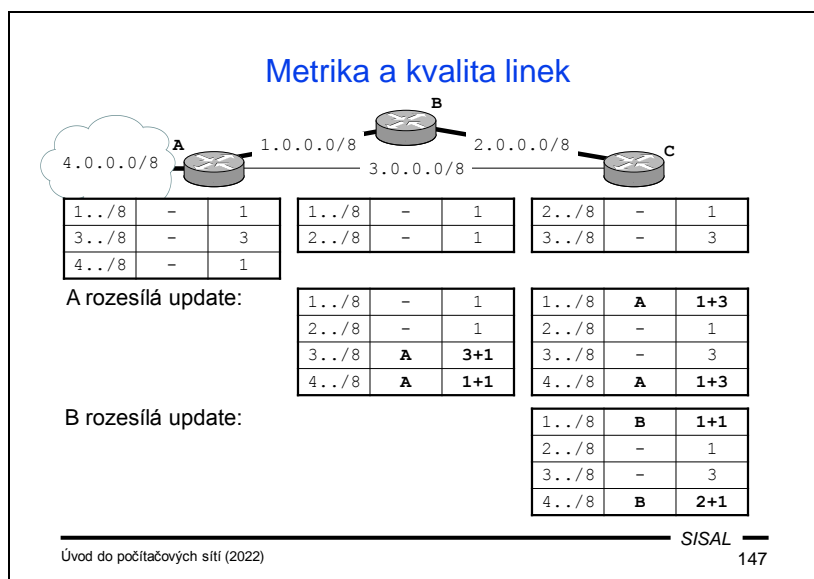 Metrika a kvalita linek
B
A 1.0.0.0/8 2.0.0.0/8 C
4.0.0.0/8 3.0.0.0/8
1../8 - 1 1../8 - 1 2../8 - 1
3../8 - 3 2../8 - 1 3../8 - 3
4../8 - 1
A rozesílá update: 1../8 - 1 1../8 A 1+3
2../8 - 1 2../8 - 1
3../8 A 3+1 3../8 - 3
4../8 A 1+1 4../8 A 1+3
B rozesílá update: 1../8 B 1+1
2../8 - 1
3../8 - 3
4../8 B 2+1
SISAL
Úvod do počítačových sítí (2022) 147